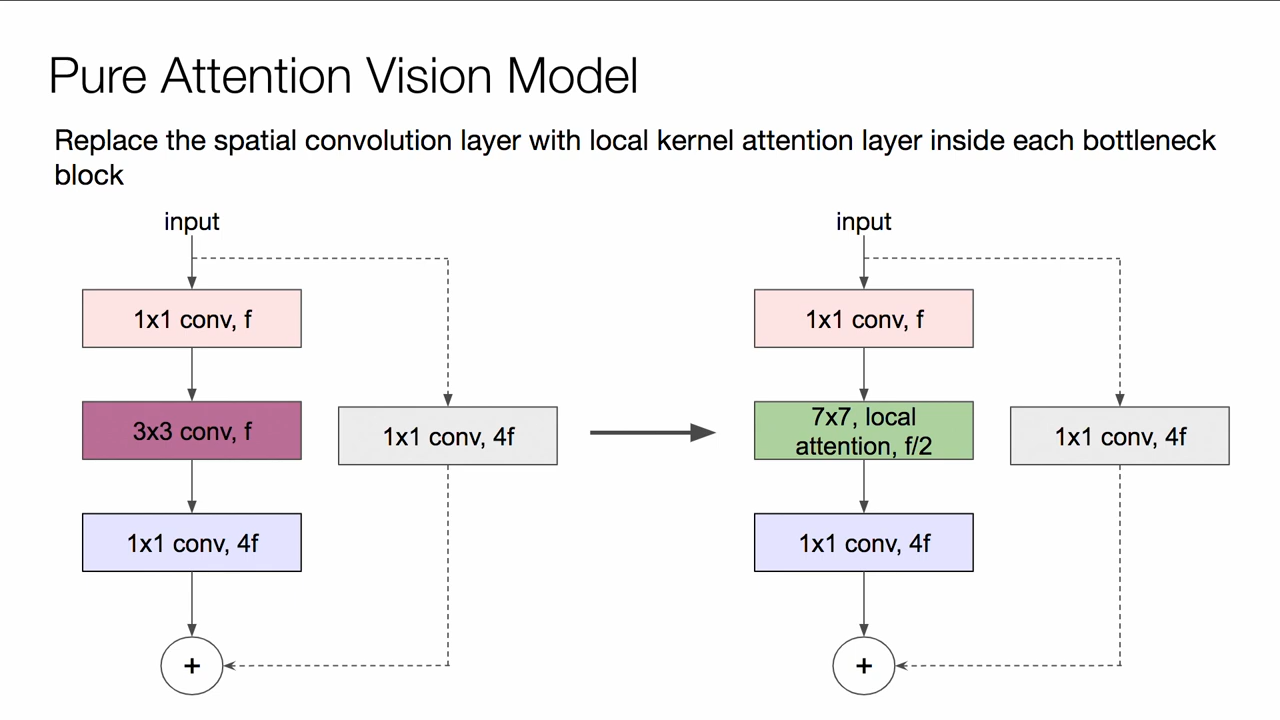 Pure Attention Vision Model
Replace the spatial convolution layer with local kernel attention layer inside each bottleneck
block
input
1x1 conv, f
3x3 conv, f
1x1 conv, 4f
1x1 conv, 4f
+
input
1x1 conv, f
7x7, local
attention, f/2
1x1 conv, 4f
1x1 conv, 4f
+